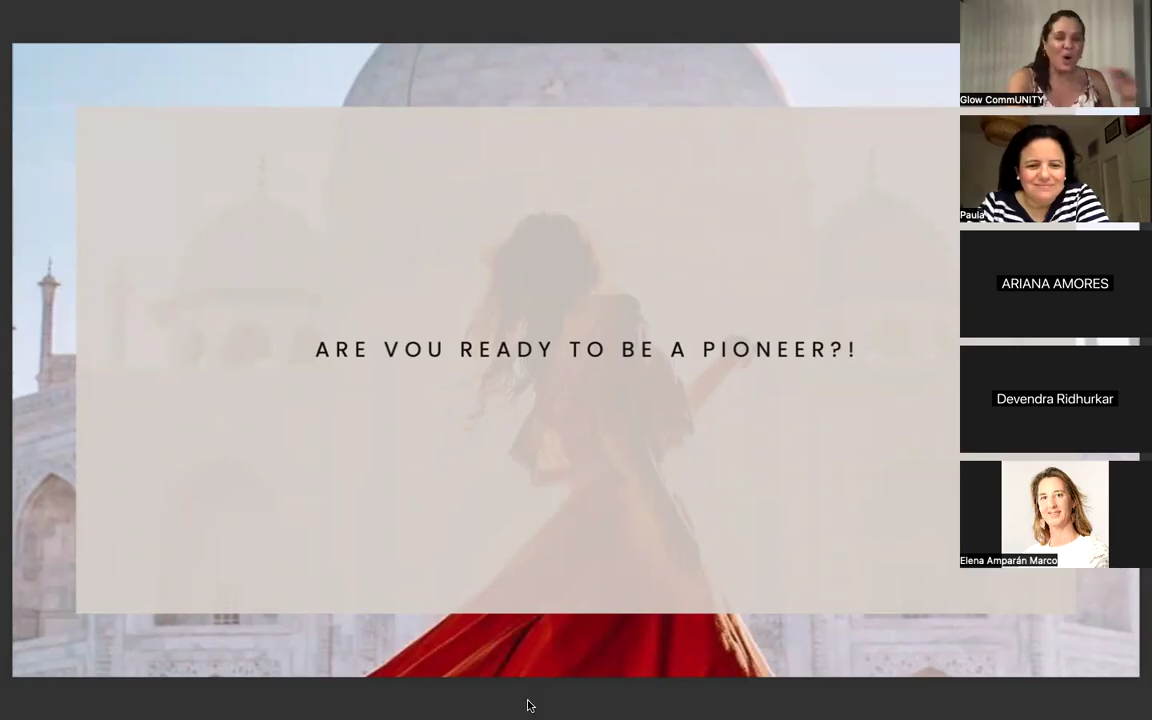 Glow CommUNITY
Paula
ARE YOU READY TO BE A PIONEER?!
ARIANA AMORES
Devendra Ridhurkar
Elena Amparán Marco